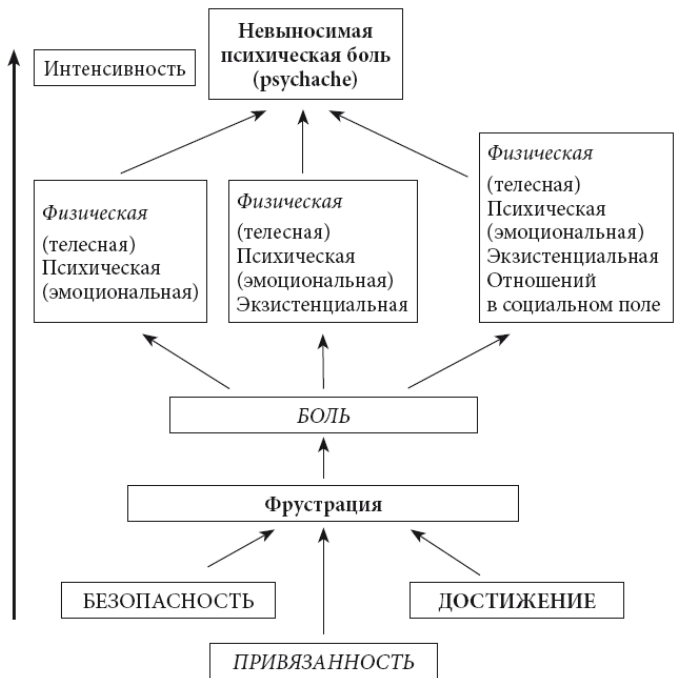 Невыносимая
психическая боль
(psychache)
Интенсивность
Физическая
(телесная)
Психическая
(эмоциональная)
Физическая
(телесная)
Психическая
(эмоциональная)
Экзистенциальная
Физическая
(телесная)
Психическая
(эмоциональная)
Экзистенциальная
Отношений
в социальном поле
БОЛЬ
Фрустрация
БЕЗОПАСНОСТЬ
ДОСТИЖЕНИЕ
ПРИВЯЗАННОСТЬ